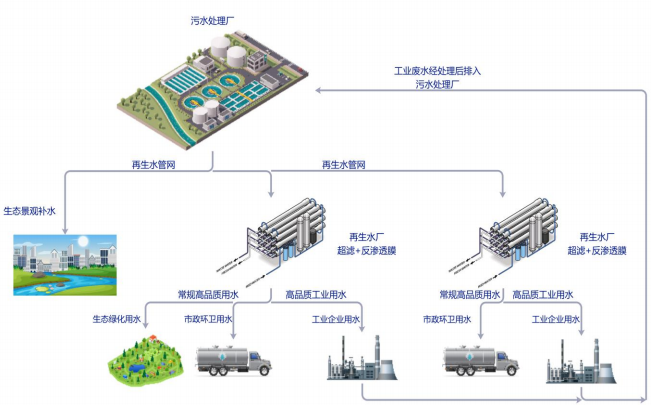 污水处理厂
工业废水经处理后排入
污水处理厂
再生水管网
再生水管网
生态景观补水
再生水厂
超滤+反渗透膜
再生水厂
超滤+反渗透膜
常规高品质用水
高品质工业用水
常规高品质用水
高品质工业用水
生态绿化用水
市政环卫用水
工业企业用水
市政环卫用水
工业企业用水